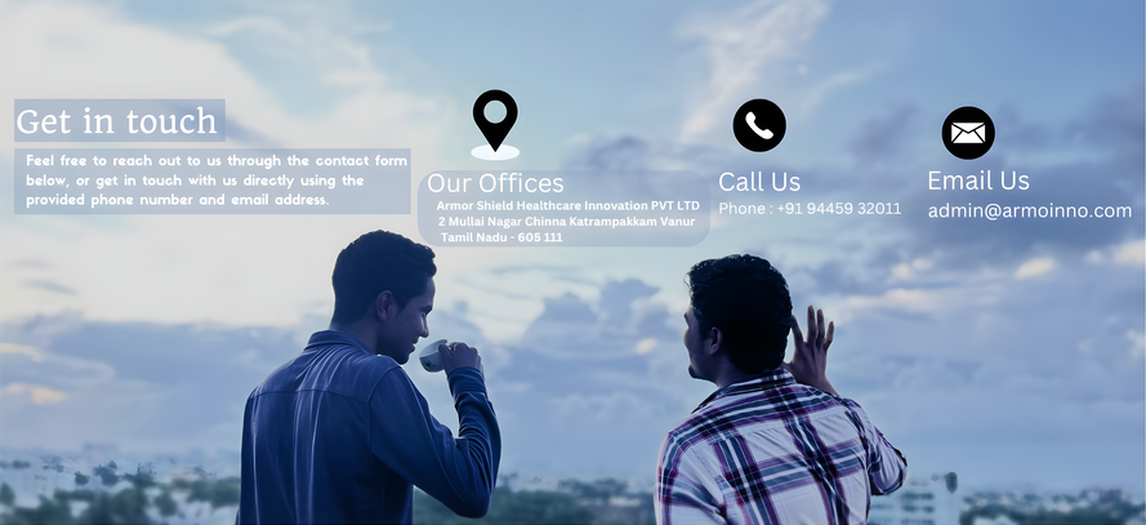 Get in touch
Feel free to reach out to us through the contact form
below, or get in touch with us directly using the
provided phone number and email address.
Our Offices
Armor Shield Healthcare Innovation PVT LTD
2 Mullai Nagar Chinna Katrampakkam Vanur
Tamil Nadu - 605 111
Call Us
Phone : +91 94459 32011
Email Us
admin@armoinno.com